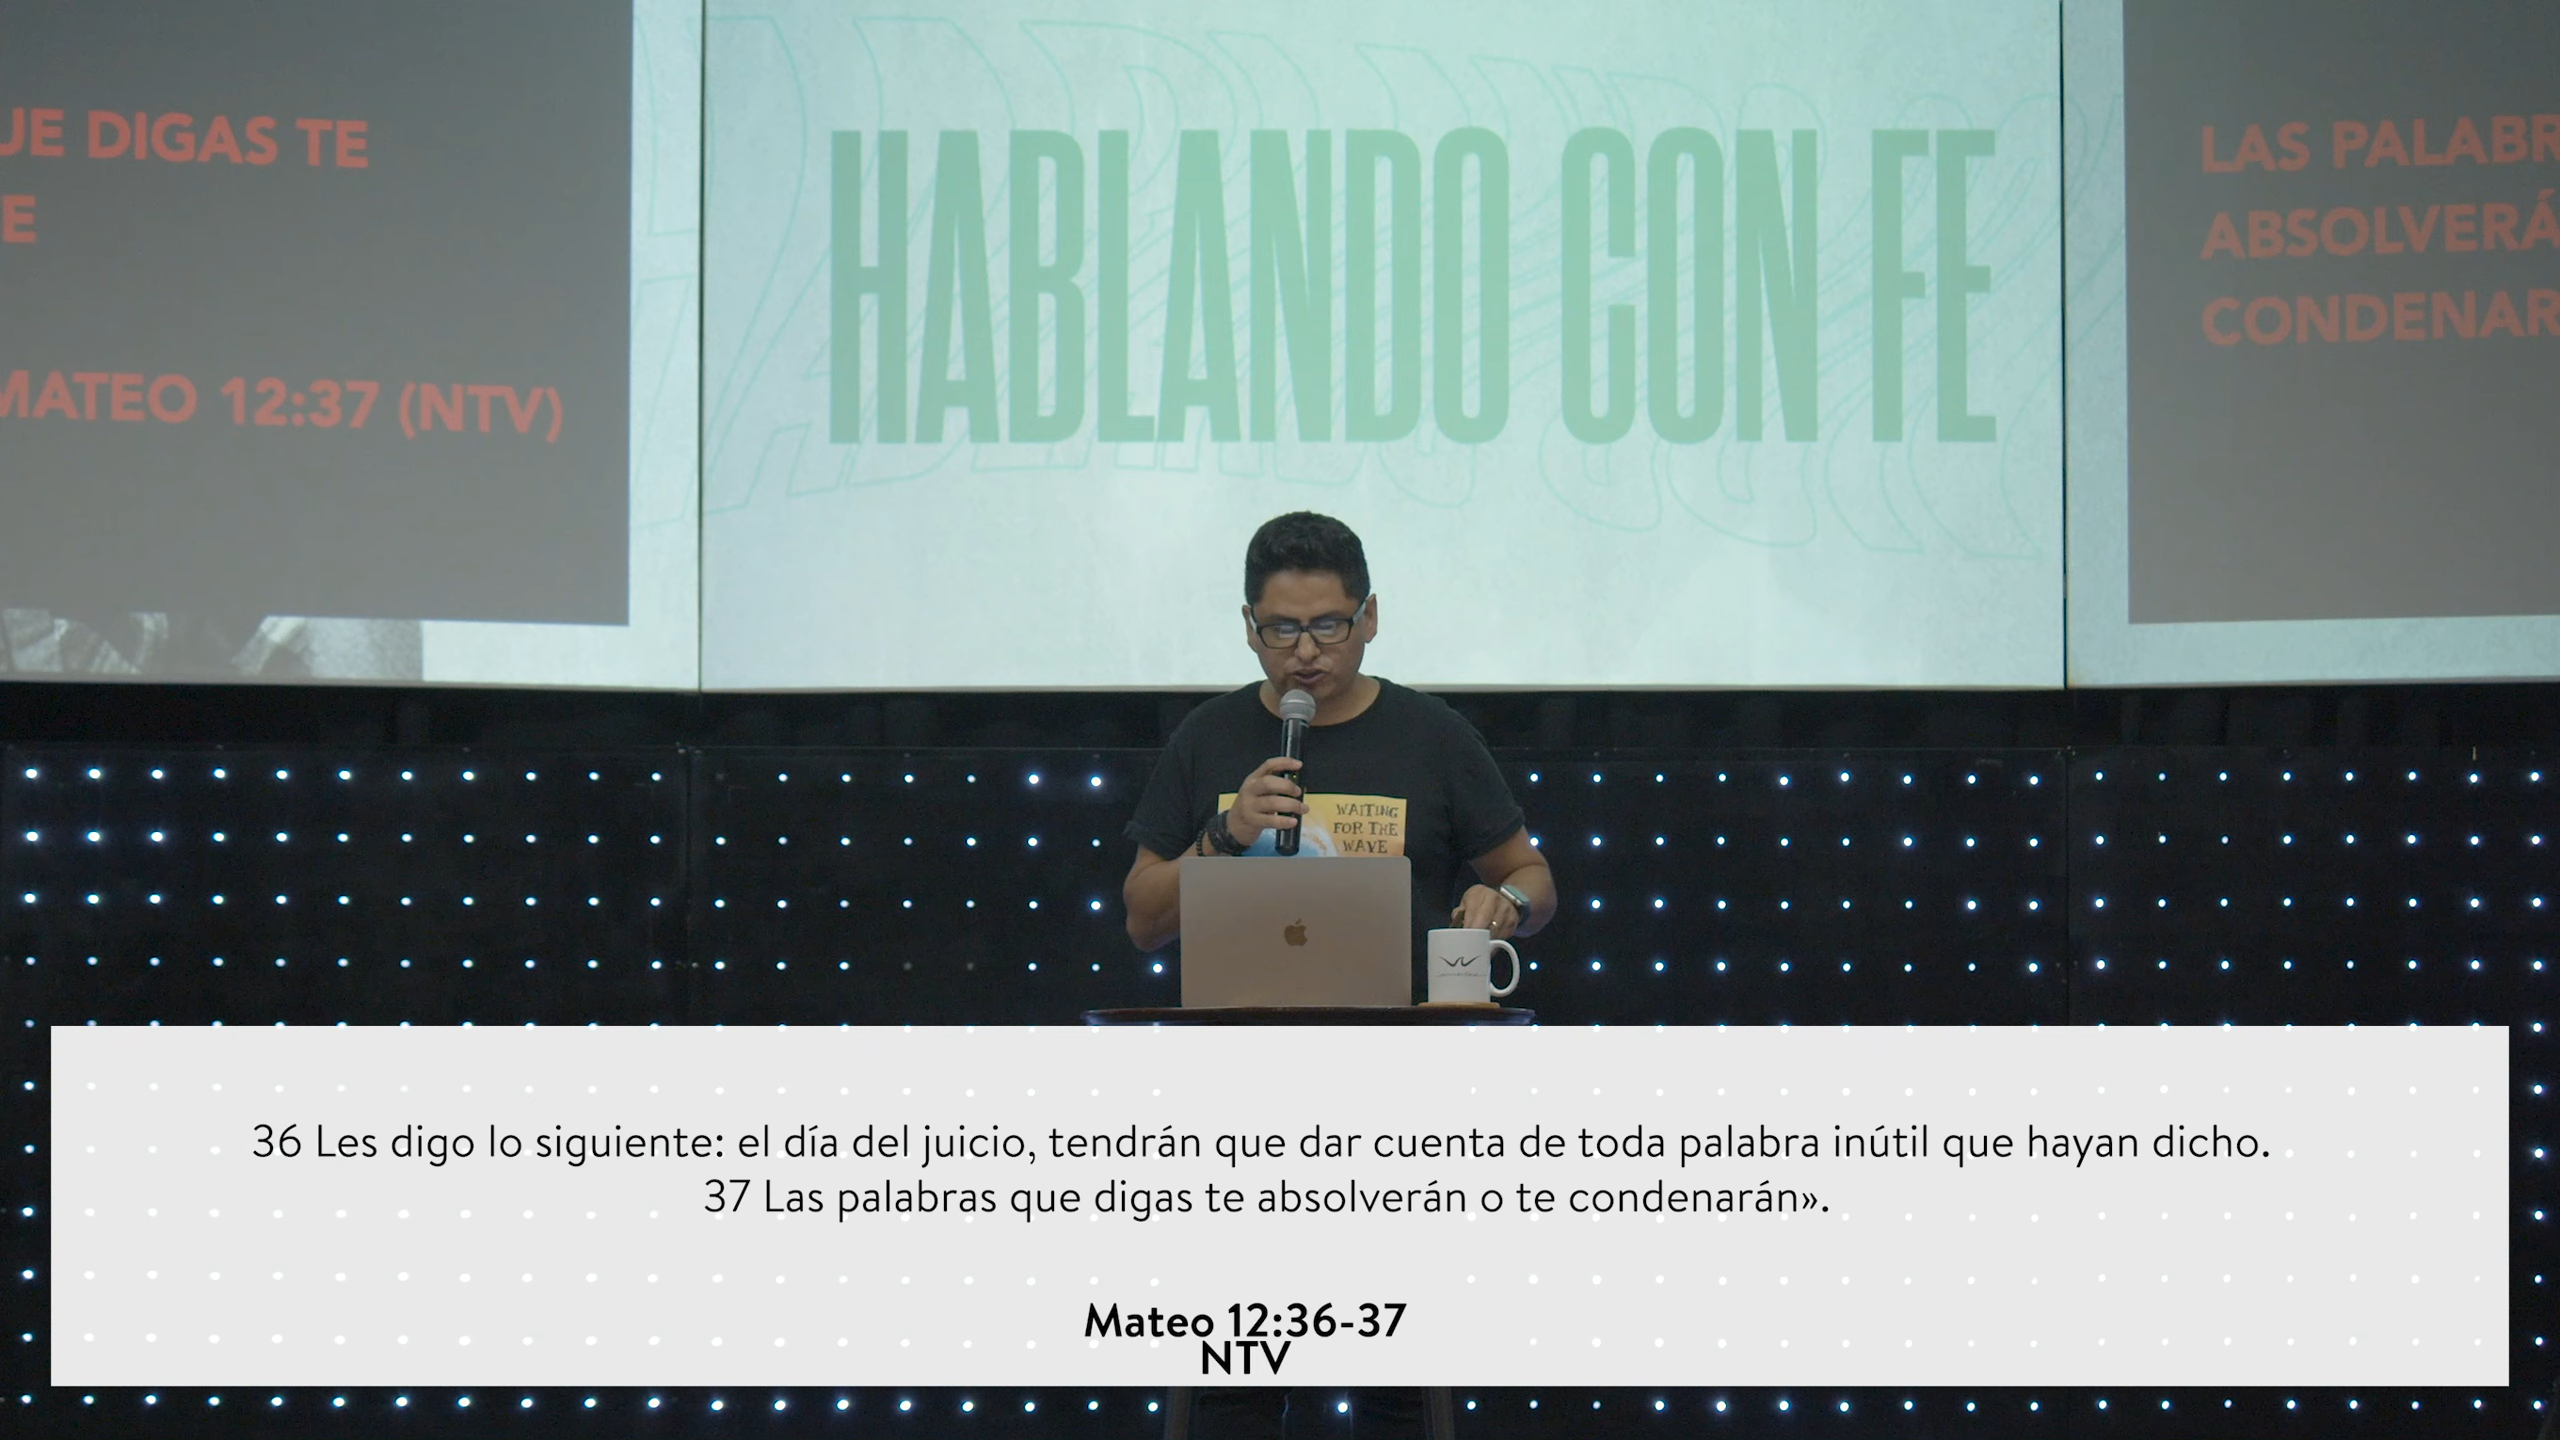 UE DIGAS TE
E
MATEO 12:37 (NTV)
HABLANDO CON FE
LAS PALABR
ABSOLVERÁ
CONDENAR
WAITING
FOR THE
WAVE
36 Les digo lo siguiente: el día del juicio, tendrán que dar cuenta de toda palabra inútil que hayan dicho.
37 Las palabras que digas te absolverán o te condenarán».
Mateo 12:36-37
NTV